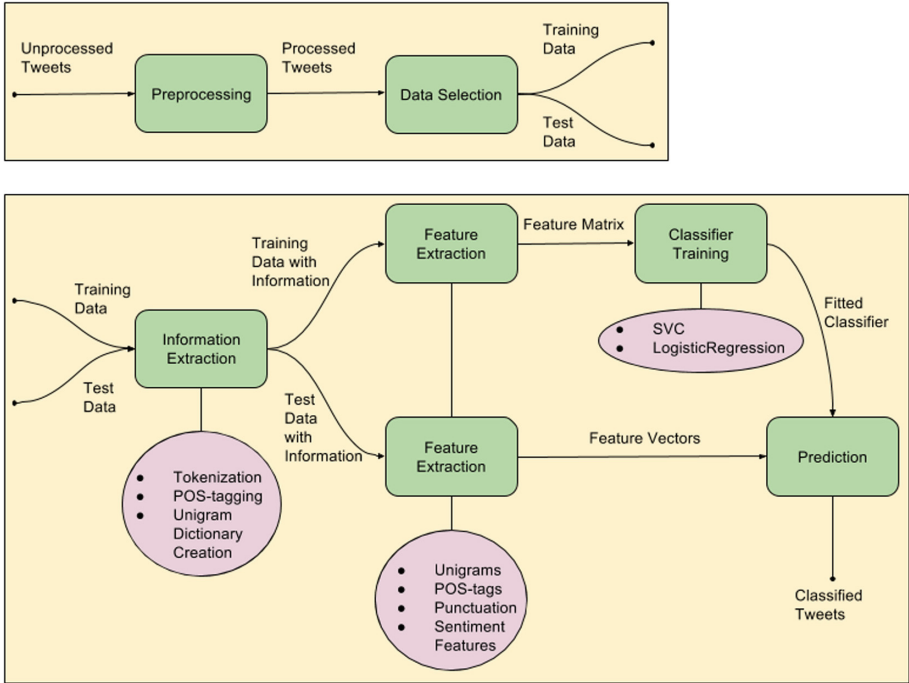 Unprocessed
Tweets
Preprocessing
Processed
Tweets
Data Selection
Training
Data
Test
Data
Training
Data
Test
Data
Information
Extraction
● Tokenization
● POS-tagging
● Unigram
Dictionary
Creation
Training
Data with
Information
Test
Data
with
Information
Feature
Extraction
Feature Matrix
Classifier
Training
● SVC
● LogisticRegression
Fitted
Classifier
Feature
Extraction
● Unigrams
● POS-tags
● Punctuation
● Sentiment
Features
Feature Vectors
Prediction
Classified
Tweets